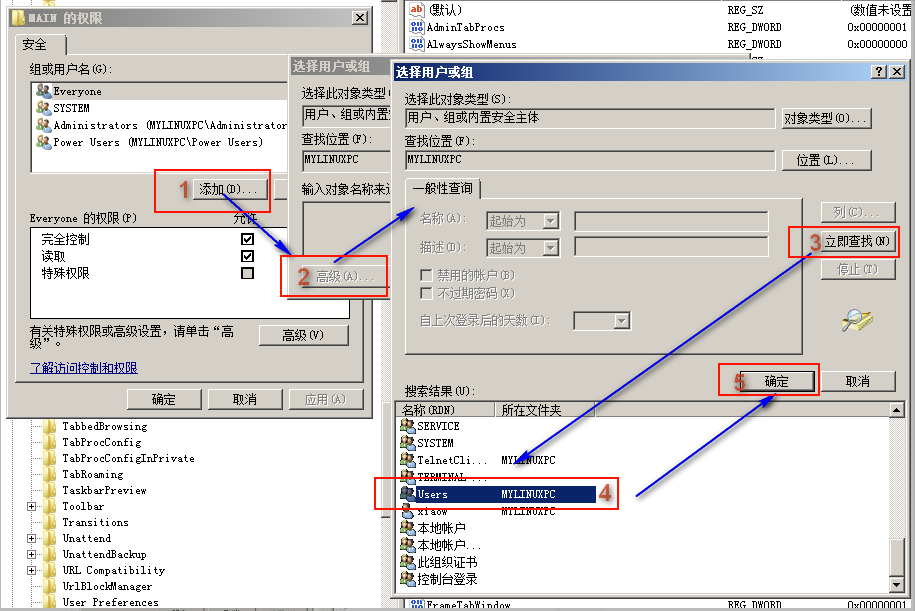 MAIN 的权限
安全
组或用户名(G):
Everyone
SYSTEM
Administrators (MYLINUXPC\Administrator
Power Users (MYLINUXPC\Power Users)
1
添加(D)...
Everyone 的权限(P)
允许
完全控制
读取
特殊权限
有关特殊权限或高级设置，请单击“高
级”。
高级(V)
了解访问控制和权限
确定
取消
应用(A)
选择用户或组
选择此对象类型(
用户、组或内置
查找位置(F):
MYLINUXPC
输入对象名称来
2
高级(A)...
(默认)
REG_SZ
(数值未设置
AdminTabProcs
REG_DWORD
0x00000001
AlwaysShowMenus
REG_DWORD
0x00000000
选择用户或组
选择此对象类型(S):
用户、组或内置安全主体
对象类型(O)...
查找位置(F):
MYLINUXPC
位置(L)...
一般性查询
名称(A):
起始为
描述(D):
起始为
禁用的帐户(B)
不过期密码(X)
自上次登录后的天数(I):
列(C)...
3
立即查找(N)
停止(T)
5
确定
取消
搜索结果(U):
名称(RDN)
所在文件夹
SERVICE
SYSTEM
TelnetCli...
MYLINUXPC
TERMINAL ...
Users
MYLINUXPC
4
xiaow
MYLINUXPC
本地帐户
本地帐户...
此组织证书
控制台登录
TabbedBrowsing
TabProcConfig
TabProcConfigInPrivate
TabRoaming
TaskbarPreview
Toolbar
Transitions
Unattend
UnattendBackup
URL Compatibility
UrlBlockManager
User Preferences
FrameTabWindow
REG_DWORD
0x00000001